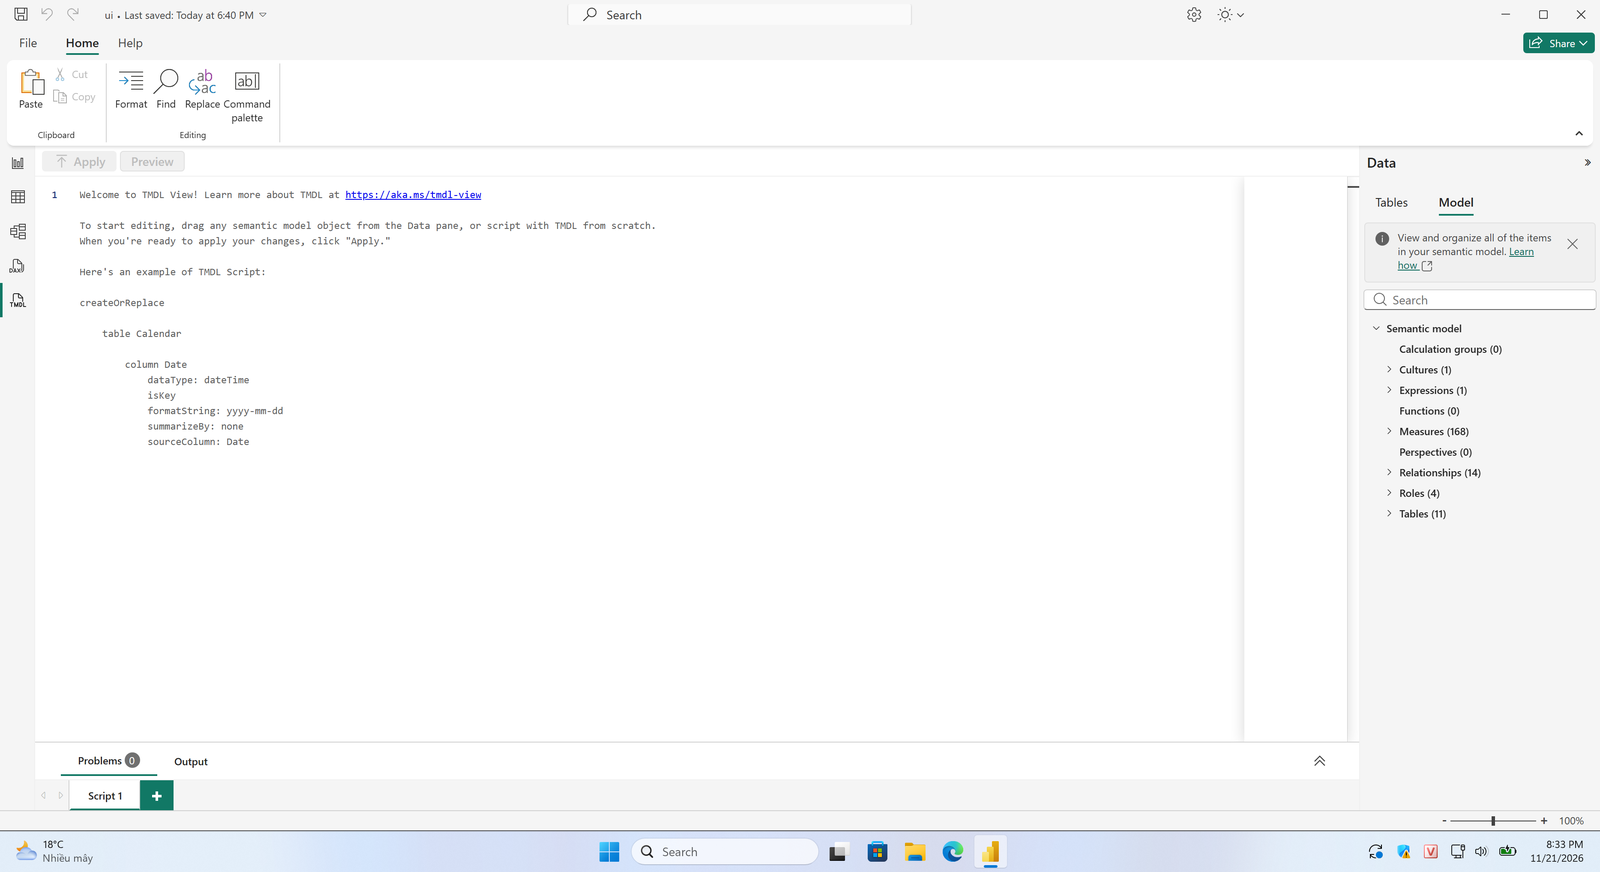 ui • Last saved: Today at 6:40 PM
Search
File
Home
Help
Share
Paste
Cut
Copy
Clipboard
Format
Find
Replace
Command palette
Editing
Apply
Preview
1 Welcome to TMDL View! Learn more about TMDL at https://aka.ms/tmdl-view
To start editing, drag any semantic model object from the Data pane, or script with TMDL from scratch.
When you're ready to apply your changes, click "Apply."
Here's an example of TMDL Script:
createOrReplace
table Calendar
column Date
dataType: dateTime
isKey
formatString: yyyy-mm-dd
summarizeBy: none
sourceColumn: Date
Data
Tables
Model
View and organize all of the items
in your semantic model. Learn
how
Search
Semantic model
Calculation groups (0)
Cultures (1)
Expressions (1)
Functions (0)
Measures (168)
Perspectives (0)
Relationships (14)
Roles (4)
Tables (11)
DAX
TMDL
Problems 0
Output
Script 1
- + 100%
18°C
Nhiều mây
Search
8:33 PM
11/21/2026